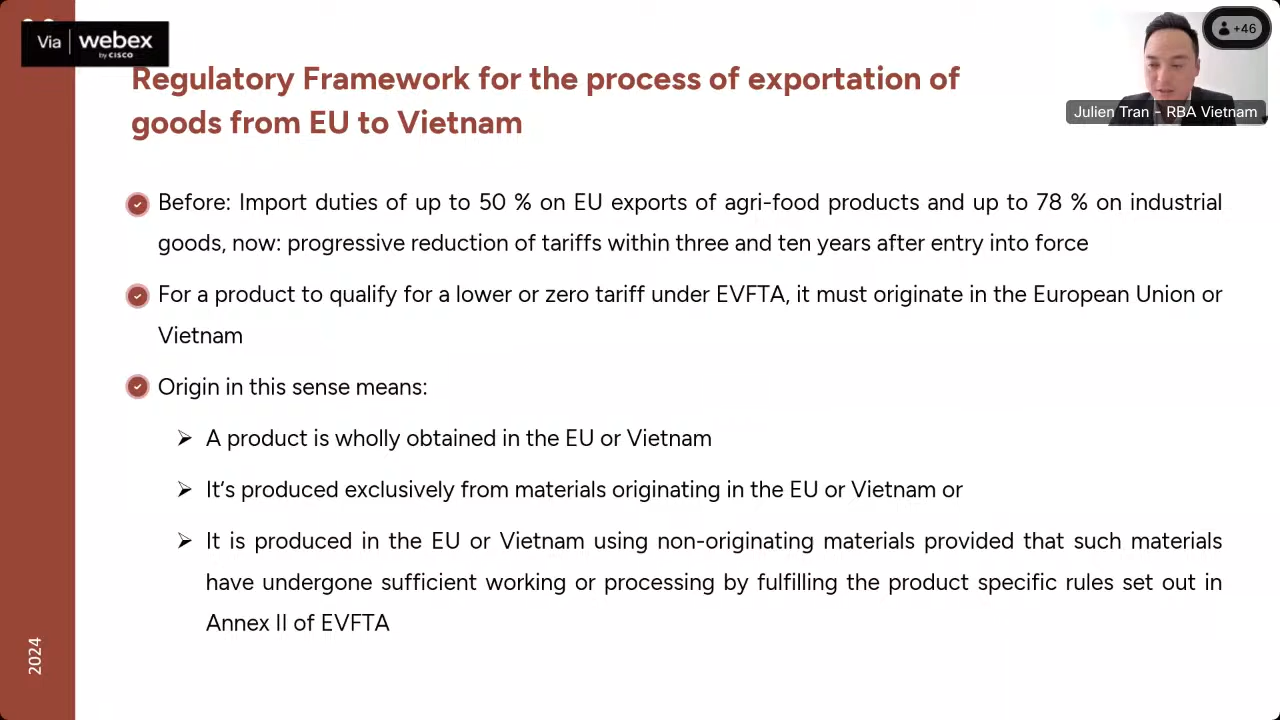 Via webex
by CISCO
+46
Julien Tran - RBA Vietnam
Regulatory Framework for the process of exportation of
goods from EU to Vietnam
Before: Import duties of up to 50 % on EU exports of agri-food products and up to 78 % on industrial
goods, now: progressive reduction of tariffs within three and ten years after entry into force
For a product to qualify for a lower or zero tariff under EVFTA, it must originate in the European Union or
Vietnam
Origin in this sense means:
A product is wholly obtained in the EU or Vietnam
It‘s produced exclusively from materials originating in the EU or Vietnam or
It is produced in the EU or Vietnam using non-originating materials provided that such materials
have undergone sufficient working or processing by fulfilling the product specific rules set out in
Annex II of EVFTA
2024